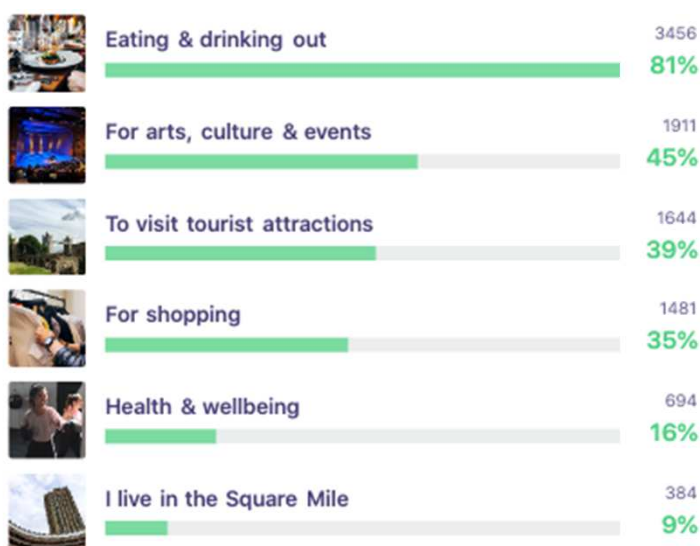 Eating & drinking out
3456
81%
For arts, culture & events
1911
45%
To visit tourist attractions
1644
39%
For shopping
1481
35%
Health & wellbeing
694
16%
I live in the Square Mile
384
9%